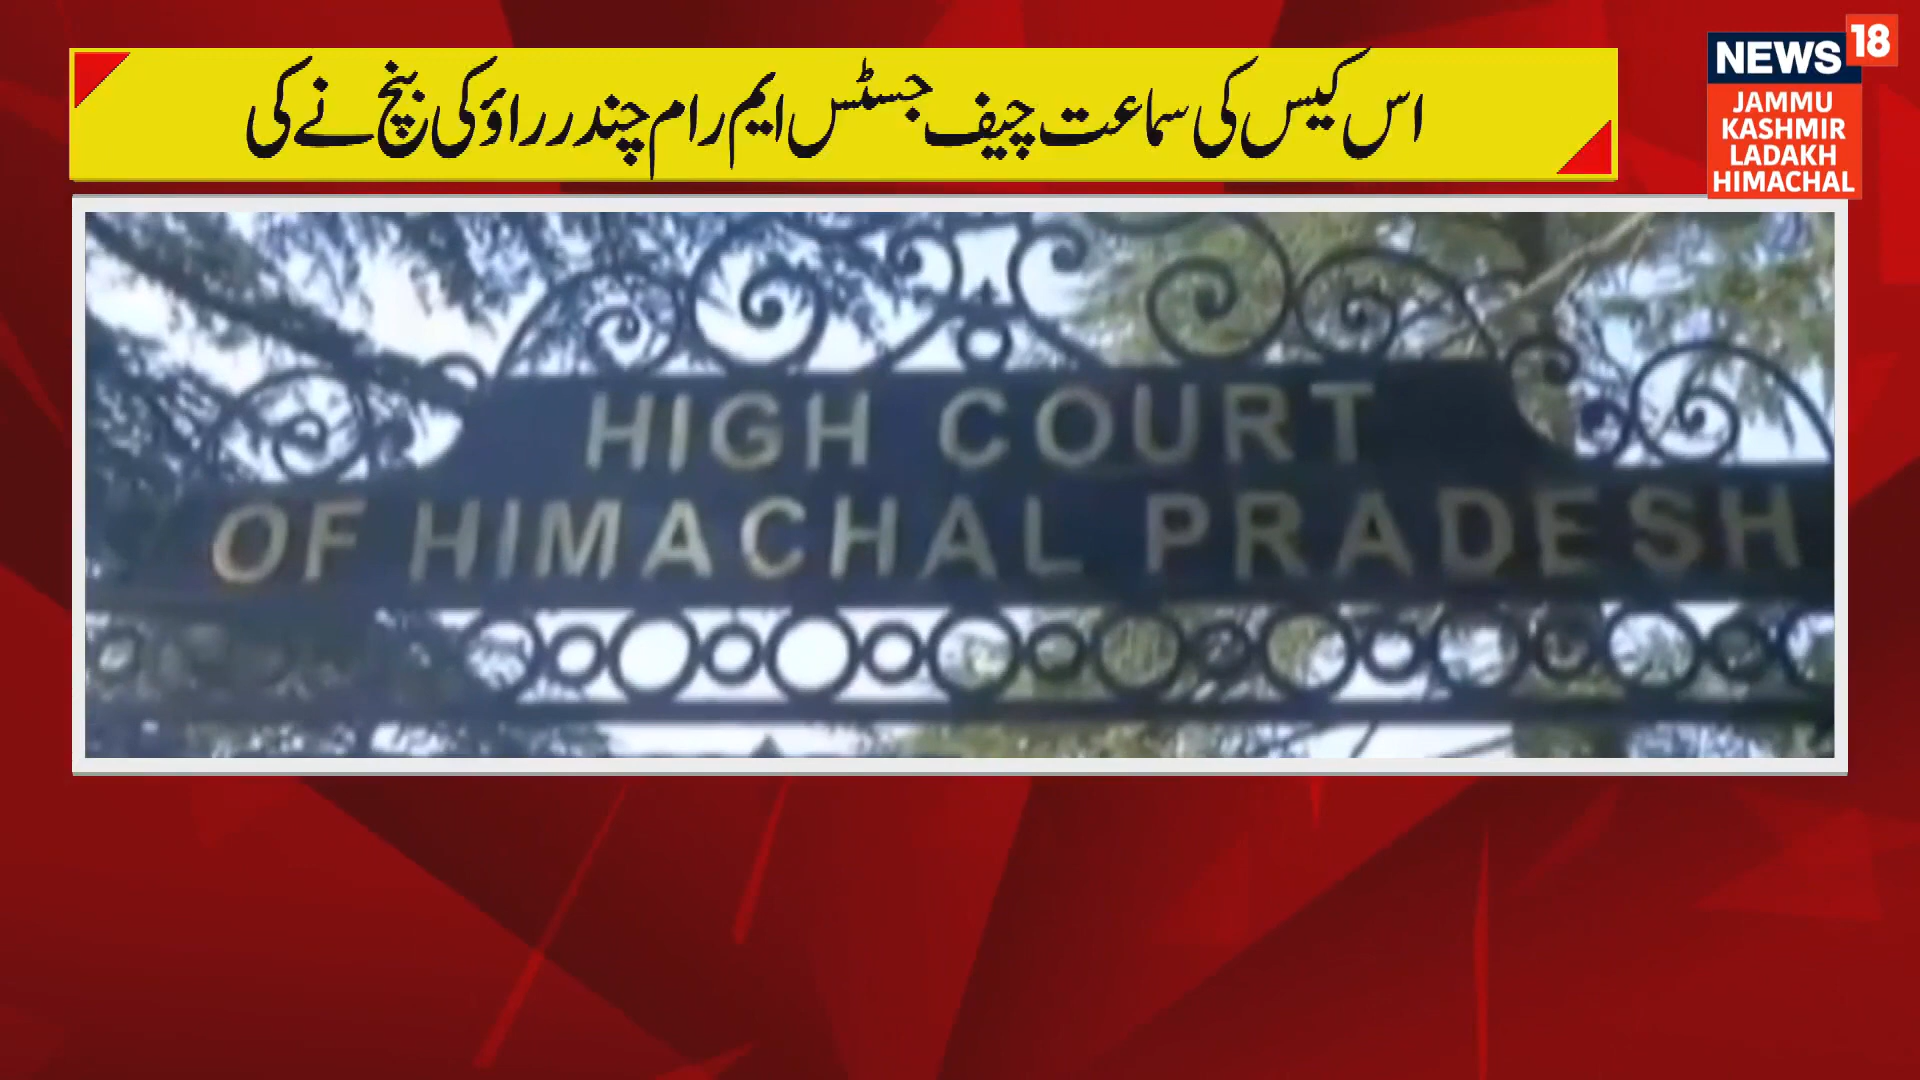 اس کیس کی سماعت چیف جسٹس ایم رام چندر راؤ کی بنچ نے کی
NEWS 18
JAMMU
KASHMIR
LADAKH
HIMACHAL
HIGH COURT
OF HIMACHAL PRADESH